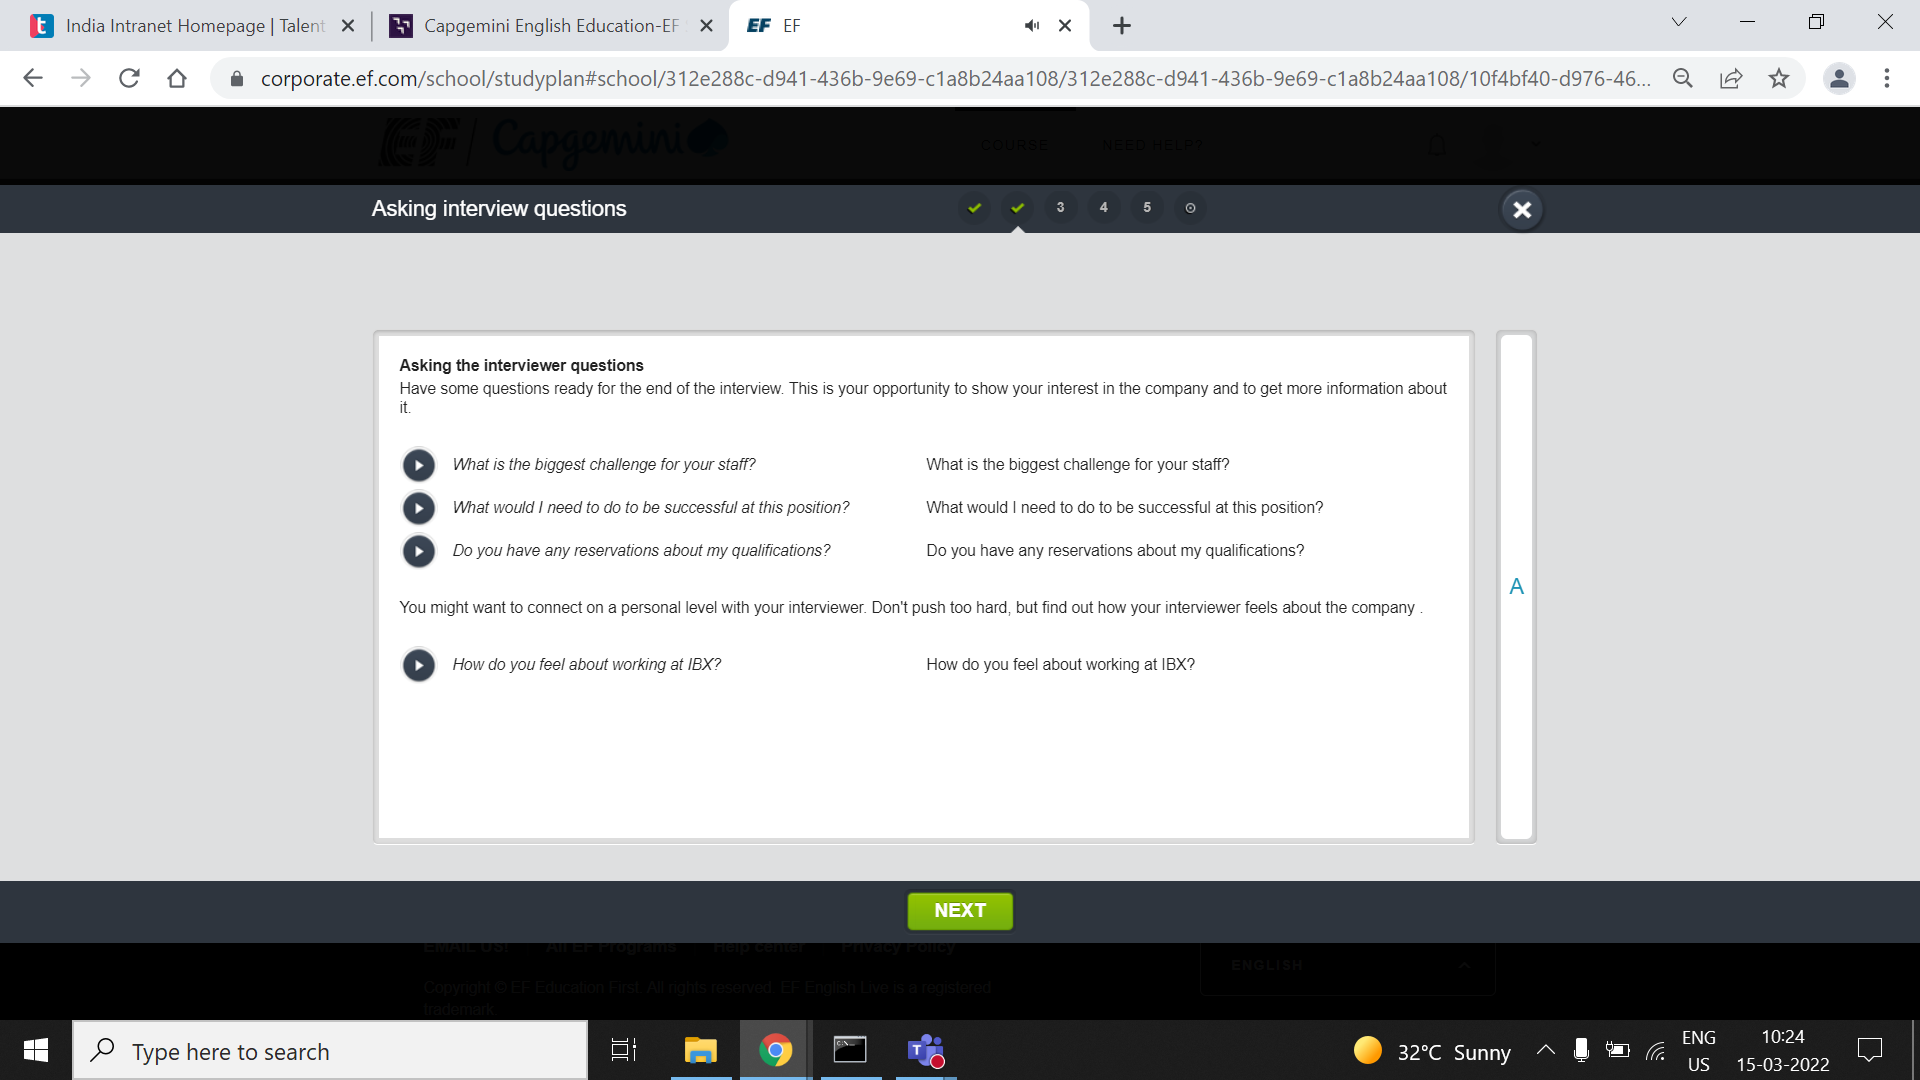 India Intranet Homepage | Talent
Capgemini English Education-EF
EF EF
corporate.ef.com/school/studyplan#school/312e288c-d941-436b-9e69-c1a8b24aa108/312e288c-d941-436b-9e69-c1a8b24aa108/10f4bf40-d976-46...
EF | Capgemini
COURSE NEED HELP?
Asking interview questions
3 4 5
Asking the interviewer questions
Have some questions ready for the end of the interview. This is your opportunity to show your interest in the company and to get more information about
it.
What is the biggest challenge for your staff? What is the biggest challenge for your staff?
What would I need to do to be successful at this position? What would I need to do to be successful at this position?
Do you have any reservations about my qualifications? Do you have any reservations about my qualifications?
A
You might want to connect on a personal level with your interviewer. Don't push too hard, but find out how your interviewer feels about the company .
How do you feel about working at IBX? How do you feel about working at IBX?
NEXT
EMAIL US! All EF Programs Help center Privacy Policy
ENGLISH
Copyright © EF Education First. All rights reserved. EF English Live is a registered
trademark
Type here to search
32°C Sunny
ENG
US
10:24
15-03-2022